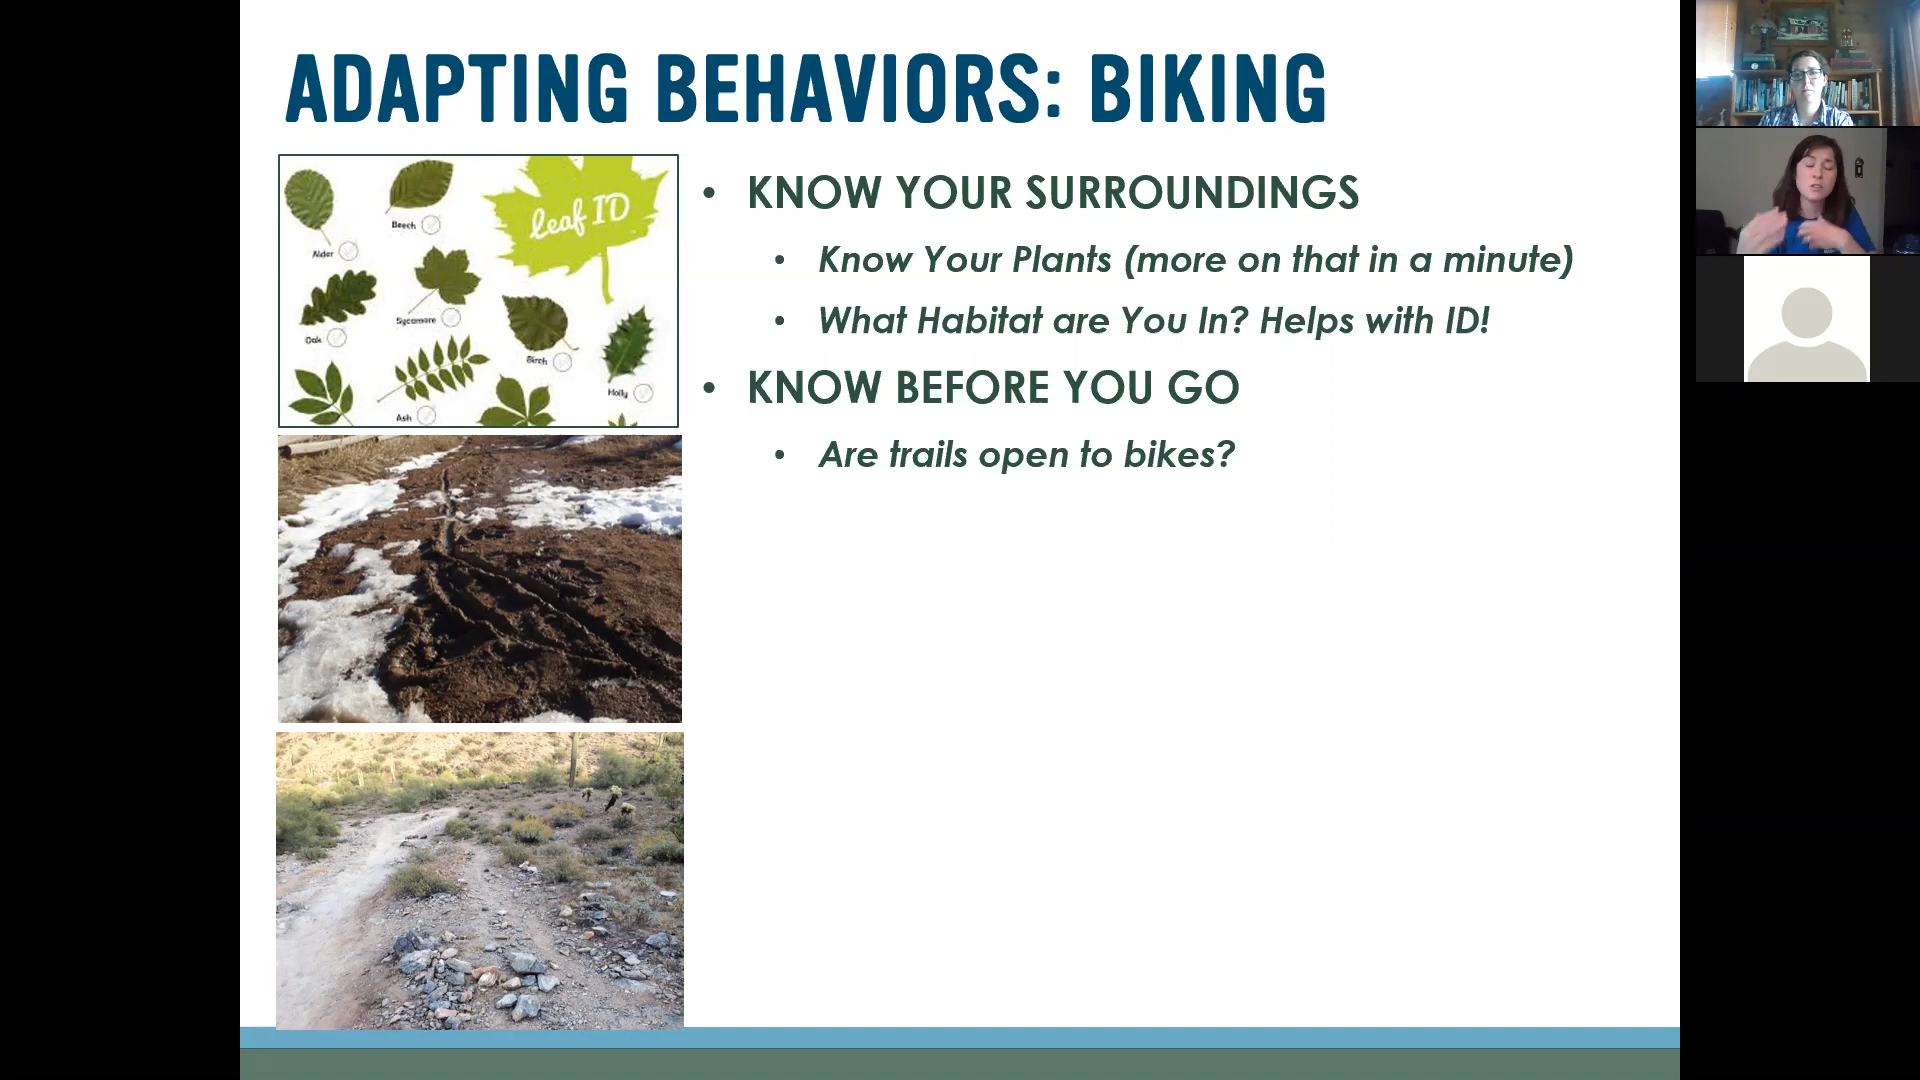 ADAPTING BEHAVIORS: BIKING
leaf ID
Beech
Alder
Sycamore
Oak
Birch
Holly
Ash
• KNOW YOUR SURROUNDINGS
• Know Your Plants (more on that in a minute)
• What Habitat are You In? Helps with ID!
• KNOW BEFORE YOU GO
• Are trails open to bikes?